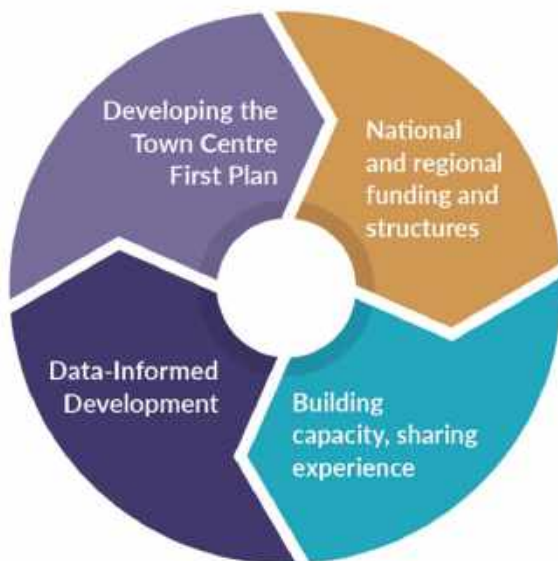 Developing the
Town Centre
First Plan
National
and regional
funding and
structures
Building
capacity, sharing
experience
Data-Informed
Development